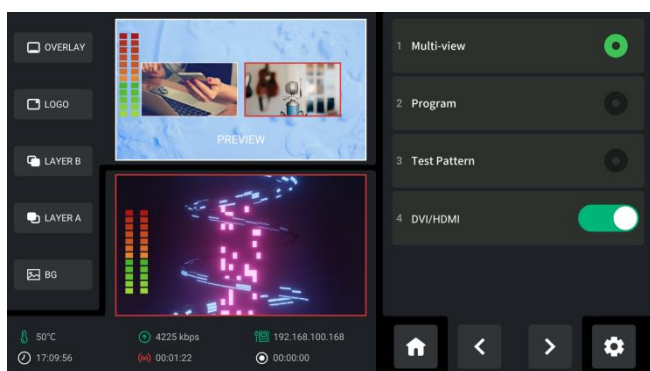 OVERLAY
LOGO
LAYER B
LAYER A
BG
PREVIEW
50°C
4225 kbps
192.168.100.168
17:09:56
00:01:22
00:00:00
1 Multi-view
2 Program
3 Test Pattern
4 DVI/HDMI